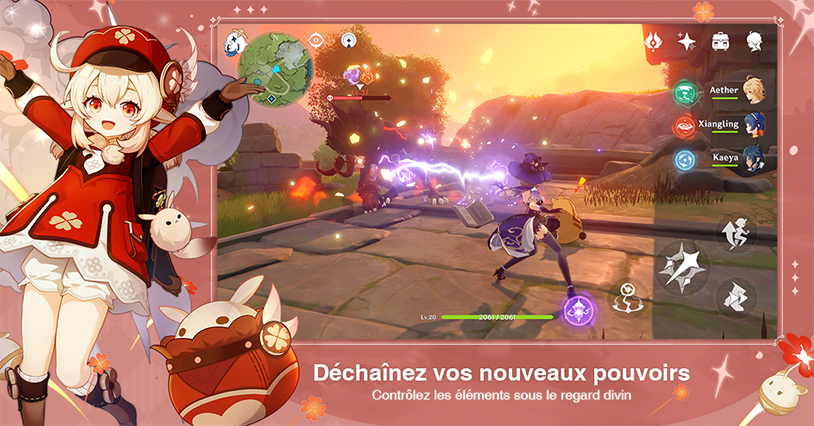 Aether
Xiangling
Kaeya
Lv.20 2061 / 2061
Déchaînez vos nouveaux pouvoirs
Contrôlez les éléments sous le regard divin